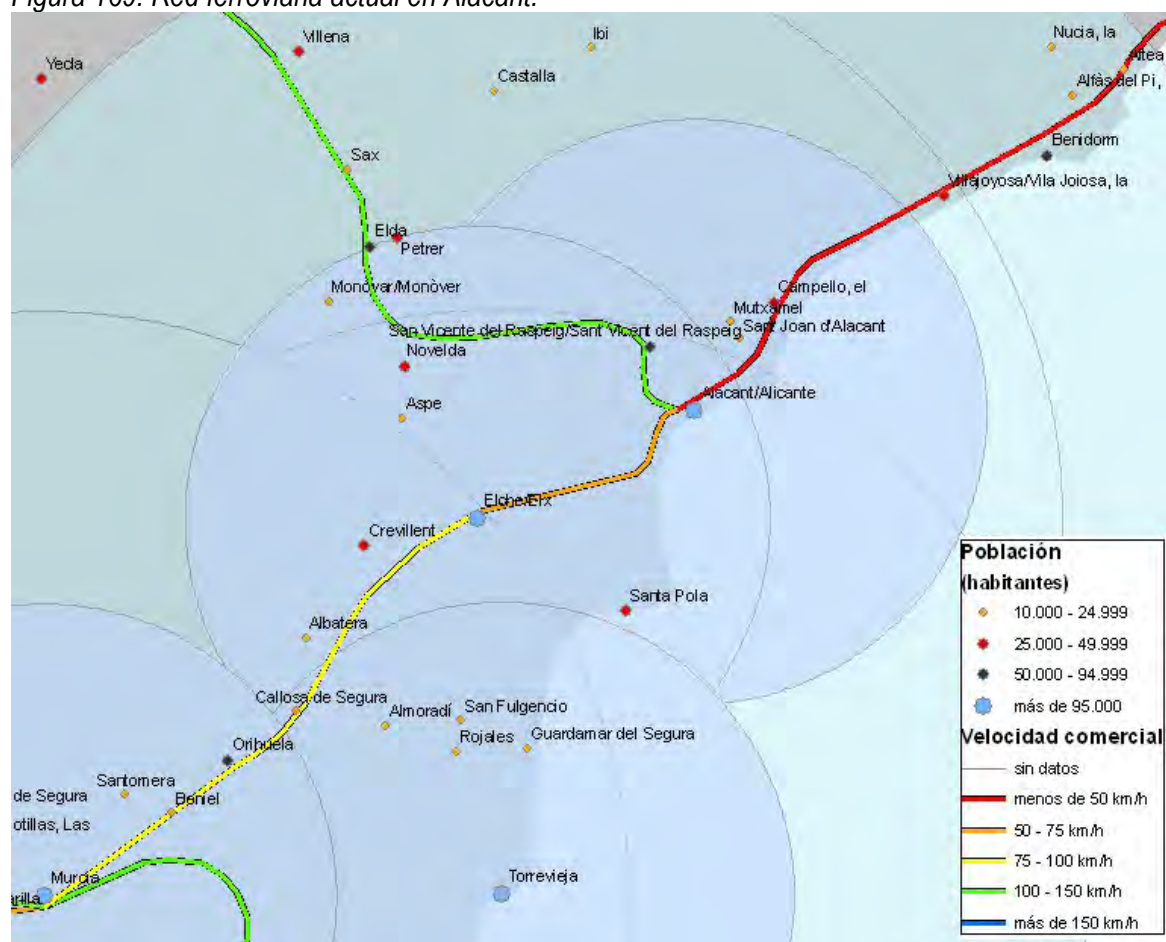 Figura 169. Red ferroviaria actual en Alacant.
Villena
Ibi
Nucia, la
Yecla
Altea
Castalla
Alfàs del Pi,
Benidorm
Sax
Villajoyosa/Vila Joiosa, la
Elda
Petrer
Monòvar/Monòver
Campello, el
Mutxamel
San Vicente del Raspeig/Sant Vicent del Raspeig
Sant Joan d'Alacant
Novelda
Alacant/Alicante
Aspe
Elche/Elx
Crevillent
Santa Pola
Albatera
Callosa de Segura
Almoradí
San Fulgencio
Rojales
Guardamar del Segura
Orihuela
Santomera
de Segura
Beniel
otillas, Las
Murcia
arilla
Torrevieja
Población
(habitantes)
10.000 - 24.999
25.000 - 49.999
50.000 - 94.999
más de 95.000
Velocidad comercial
sin datos
menos de 50 km/h
50 - 75 km/h
75 - 100 km/h
100 - 150 km/h
más de 150 km/h